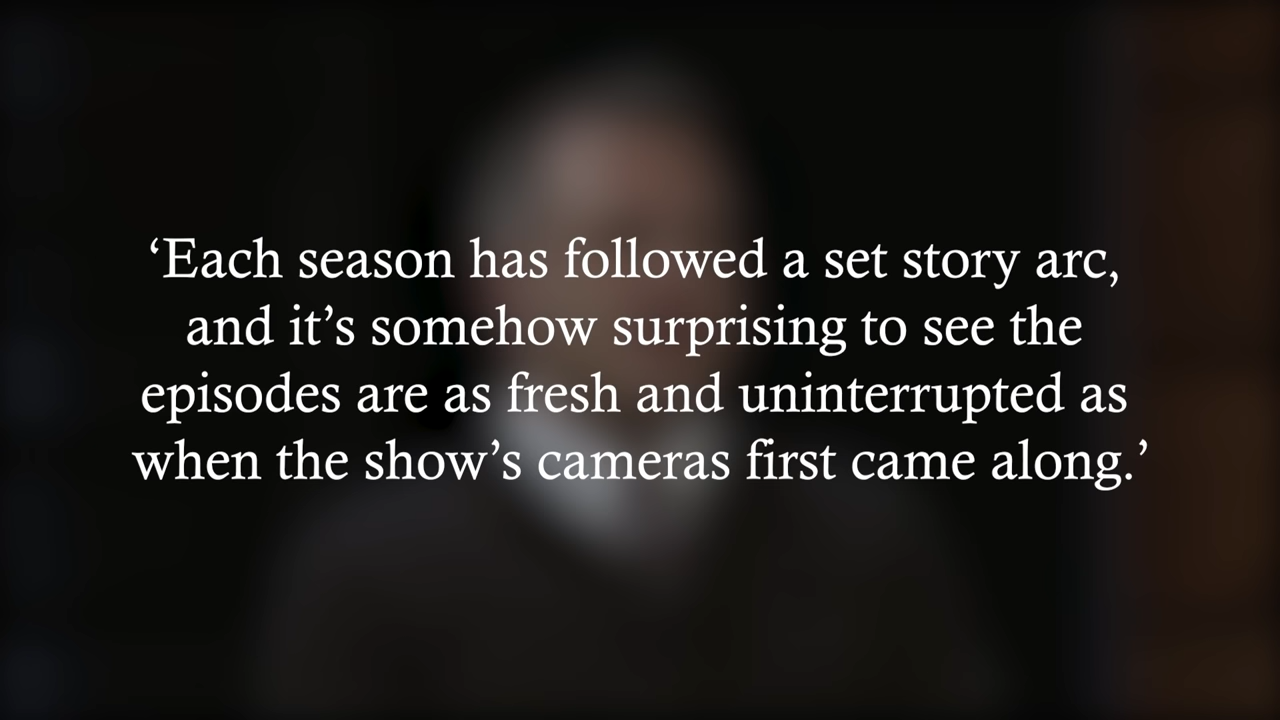 ‘Each season has followed a set story arc,
and it’s somehow surprising to see the
episodes are as fresh and uninterrupted as
when the show’s cameras first came along.’